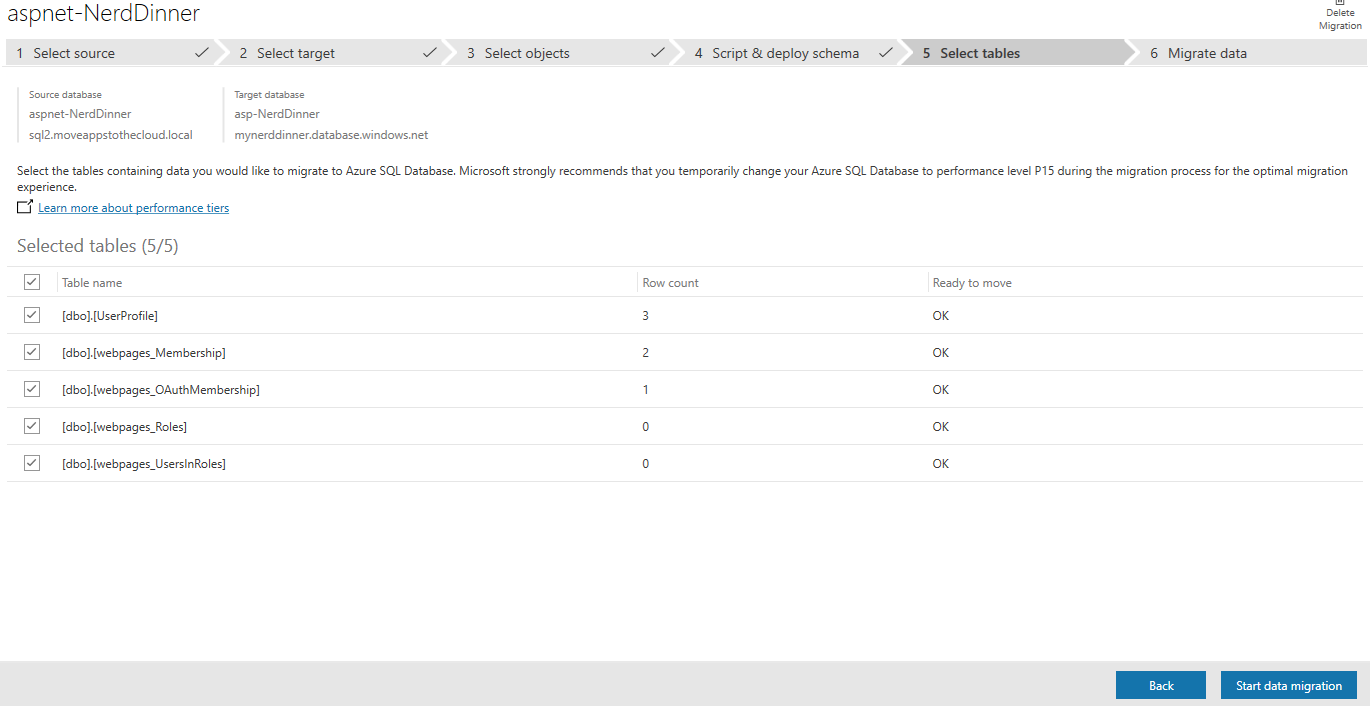 aspnet-NerdDinner
Delete
Migration
1 Select source
2 Select target
3 Select objects
4 Script & deploy schema
5 Select tables
6 Migrate data
Source database
aspnet-NerdDinner
sql2.moveappstothecloud.local
Target database
asp-NerdDinner
mynerddinner.database.windows.net
Select the tables containing data you would like to migrate to Azure SQL Database. Microsoft strongly recommends that you temporarily change your Azure SQL Database to performance level P15 during the migration process for the optimal migration
experience.
Learn more about performance tiers
Selected tables (5/5)
Table name Row count Ready to move
[dbo].[UserProfile] 3 OK
[dbo].[webpages_Membership] 2 OK
[dbo].[webpages_OAuthMembership] 1 OK
[dbo].[webpages_Roles] 0 OK
[dbo].[webpages_UsersInRoles] 0 OK
Back
Start data migration